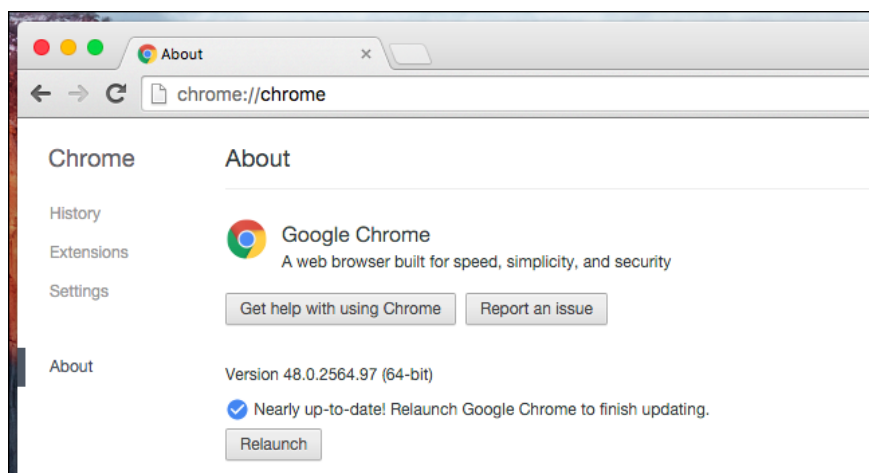 About
chrome://chrome
Chrome
About
History
Extensions
Settings
About
Google Chrome
A web browser built for speed, simplicity, and security
Get help with using Chrome
Report an issue
Version 48.0.2564.97 (64-bit)
Nearly up-to-date! Relaunch Google Chrome to finish updating.
Relaunch